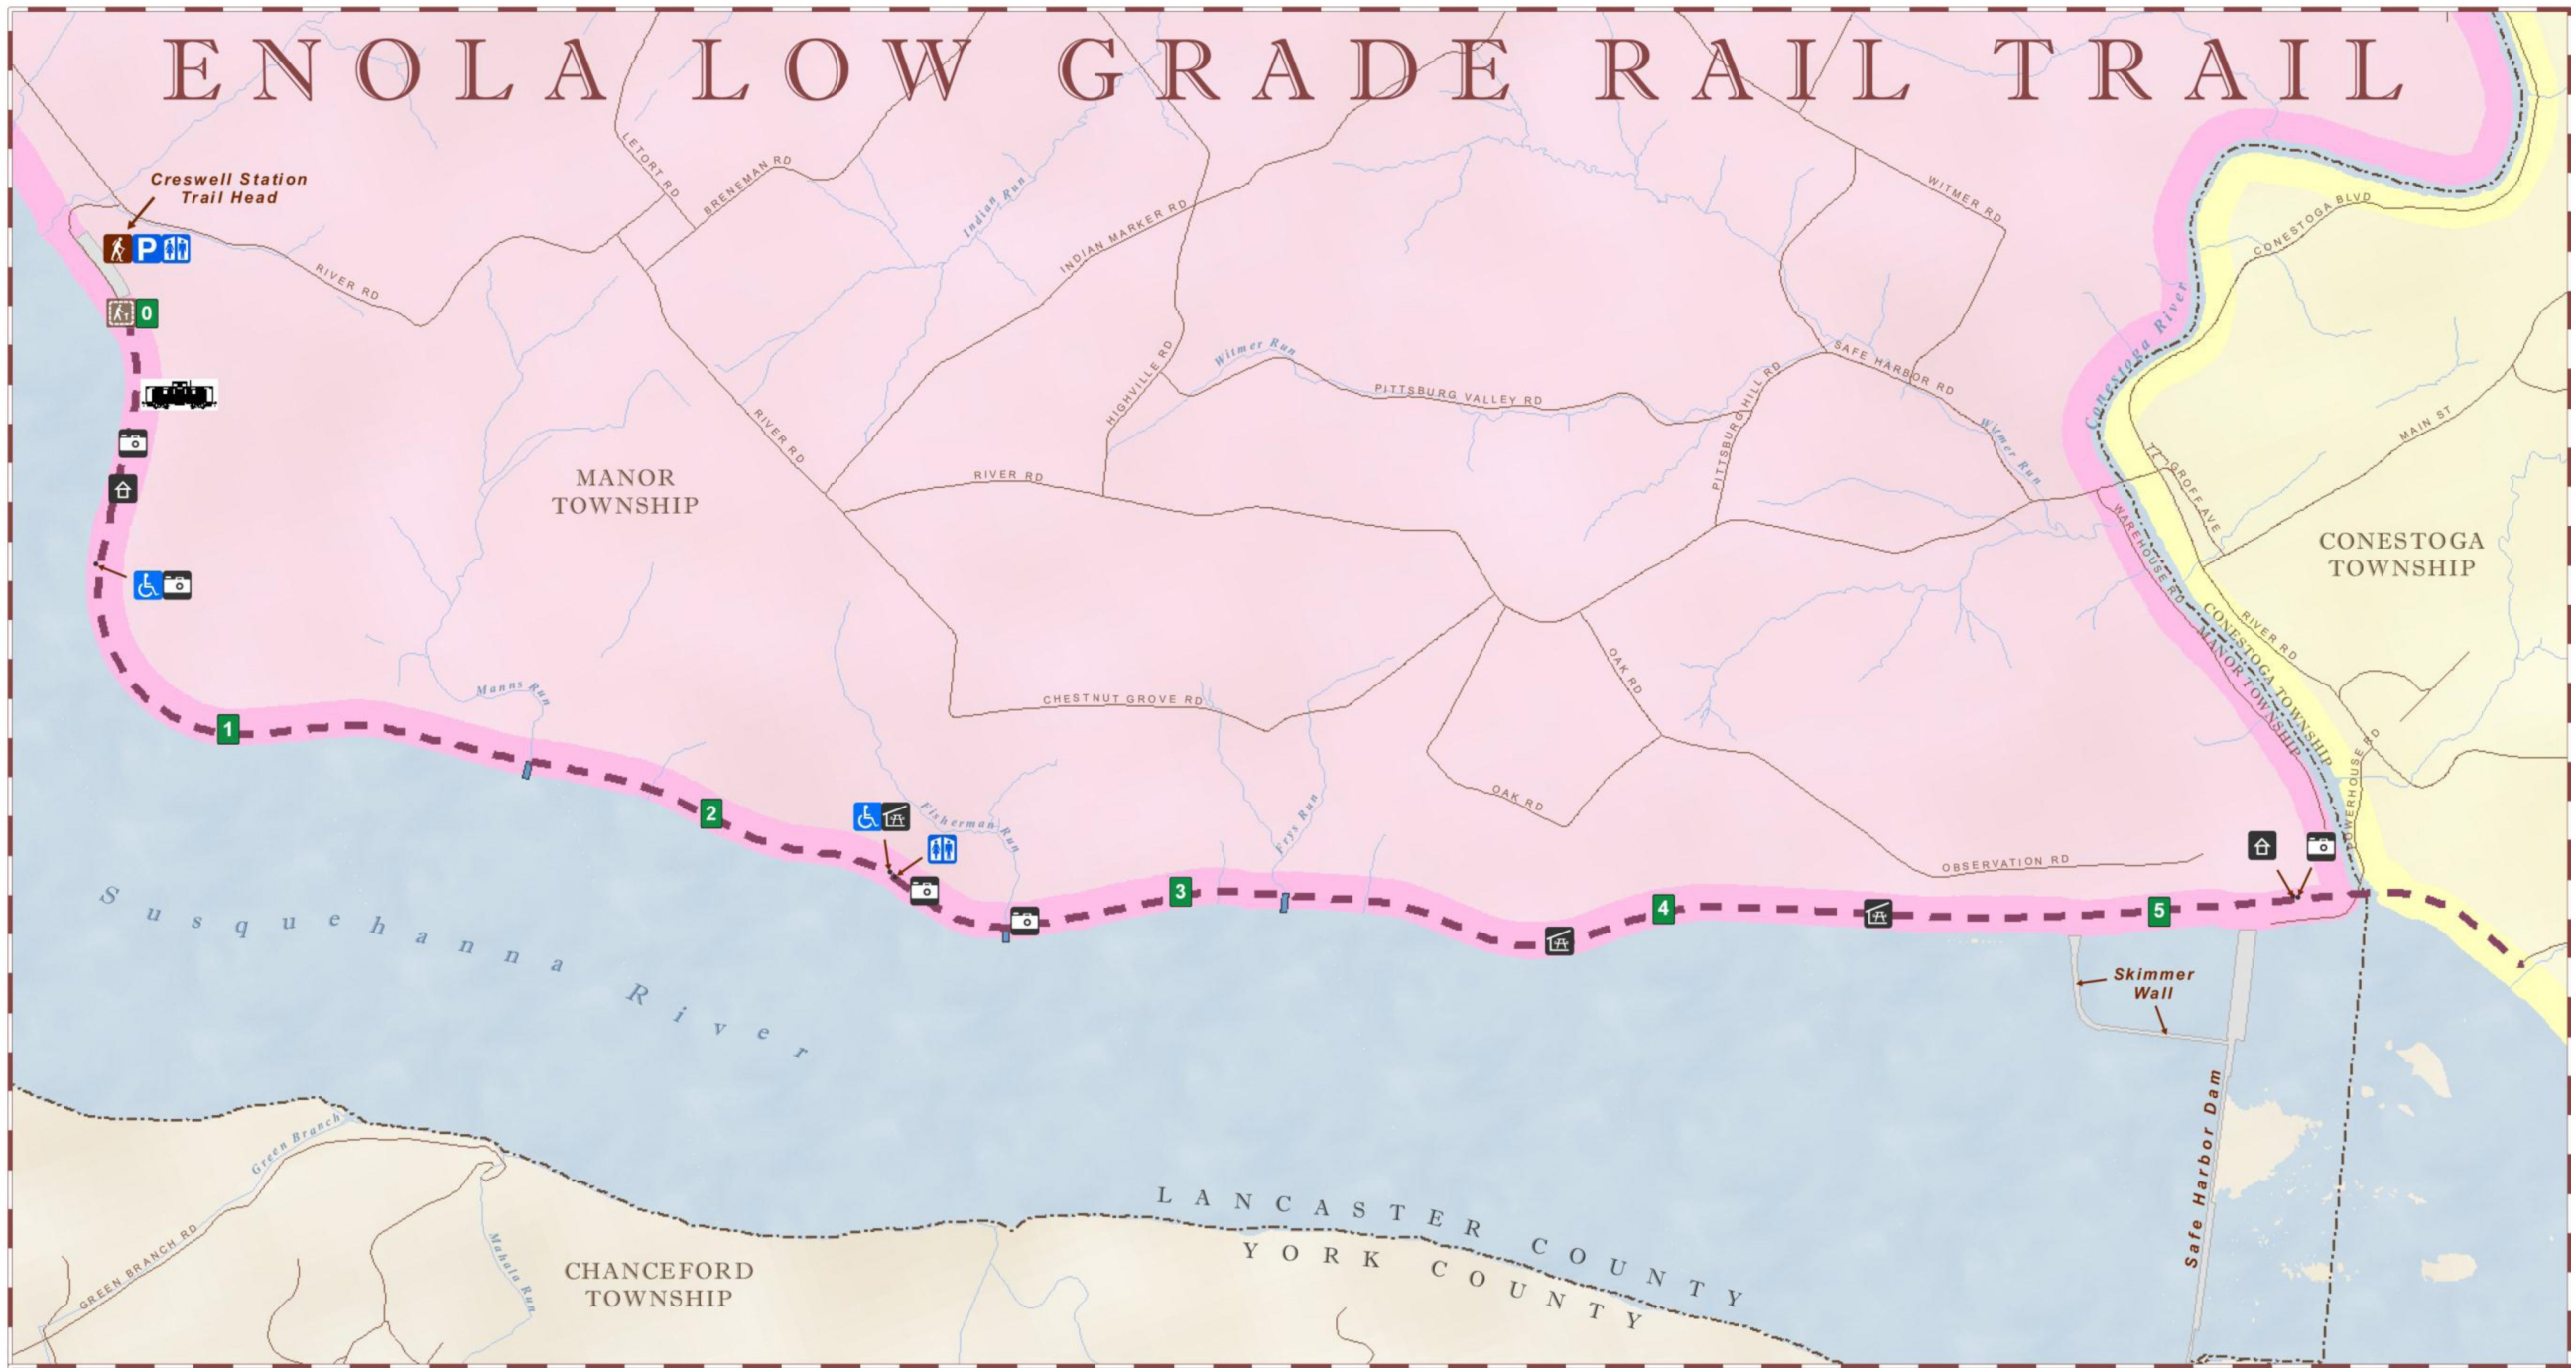 ENOLA LOW GRADE RAIL TRAIL
Creswell Station
Trail Head
P
0
RIVER RD
LETORT RD
BRENEMAN RD
Indian Run
INDIAN MARKER RD
HIGHVILLE RD
Witmer Run
PITTSBURG VALLEY RD
PITTSBURG HILL RD
SAFE HARBOR RD
WITMER RD
Witmer Run
Conestoga River
CONESTOGA BLVD
MAIN ST
RIVER RD
RIVER RD
MANOR
TOWNSHIP
GROFF AVE
WAREHOUSE RD
CONESTOGA
TOWNSHIP
CONESTOGA TOWNSHIP
MANOR TOWNSHIP
RIVER RD
POWERHOUSE RD
OAK RD
CHESTNUT GROVE RD
Manns Run
1
2
Fisherman Run
Frys Run
OAK RD
OBSERVATION RD
3
4
5
Susquehanna
River
Skimmer
Wall
Safe Harbor Dam
Green Branch
GREEN BRANCH RD
Mahala Run
CHANCEFORD
TOWNSHIP
LANCASTER COUNTY
YORK COUNTY